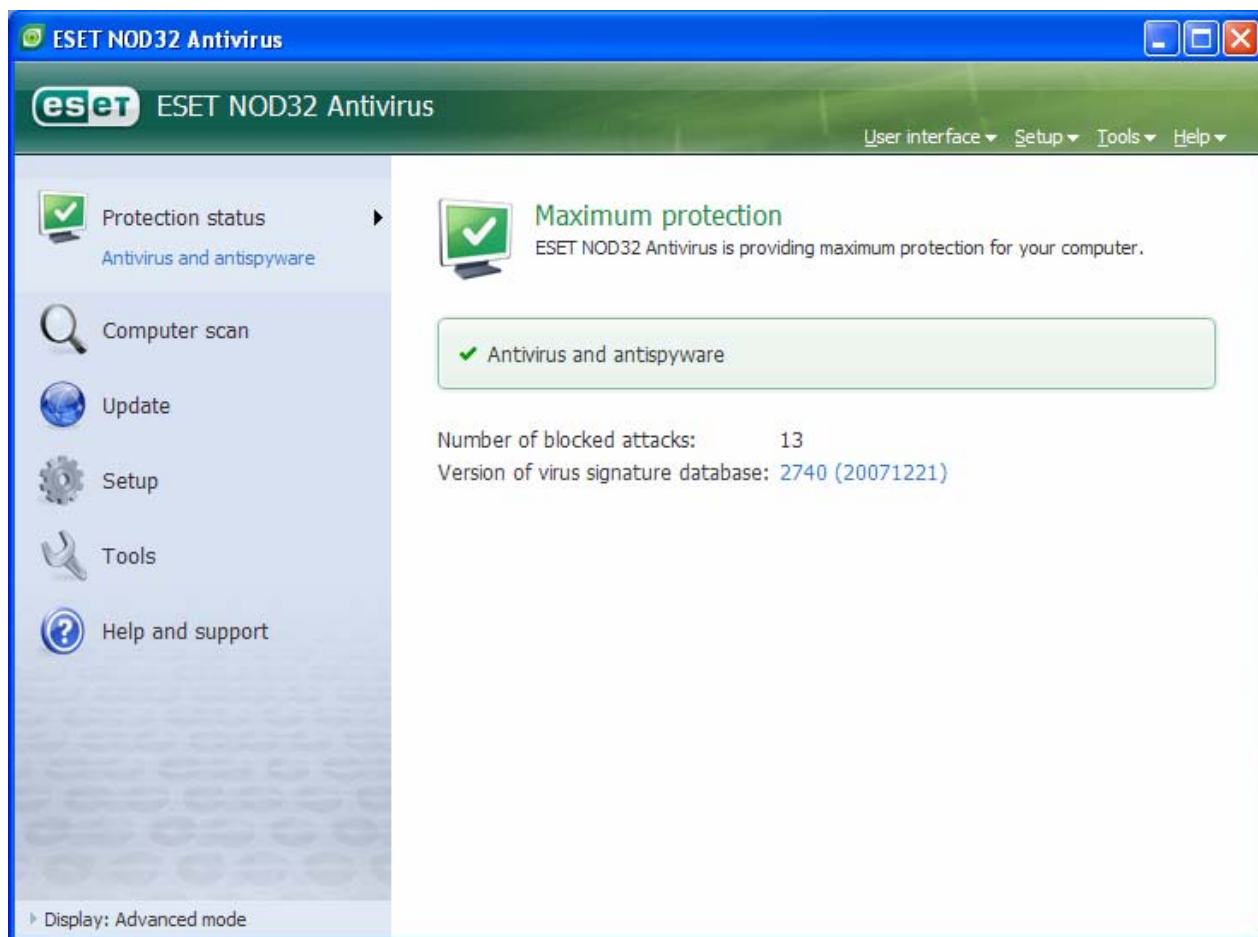 ESET NOD32 Antivirus
eset ESET NOD32 Antivirus
User interface Setup Tools Help
Protection status
Antivirus and antispyware
Computer scan
Update
Setup
Tools
Help and support
Display: Advanced mode
Maximum protection
ESET NOD32 Antivirus is providing maximum protection for your computer.
Antivirus and antispyware
Number of blocked attacks: 13
Version of virus signature database: 2740 (20071221)